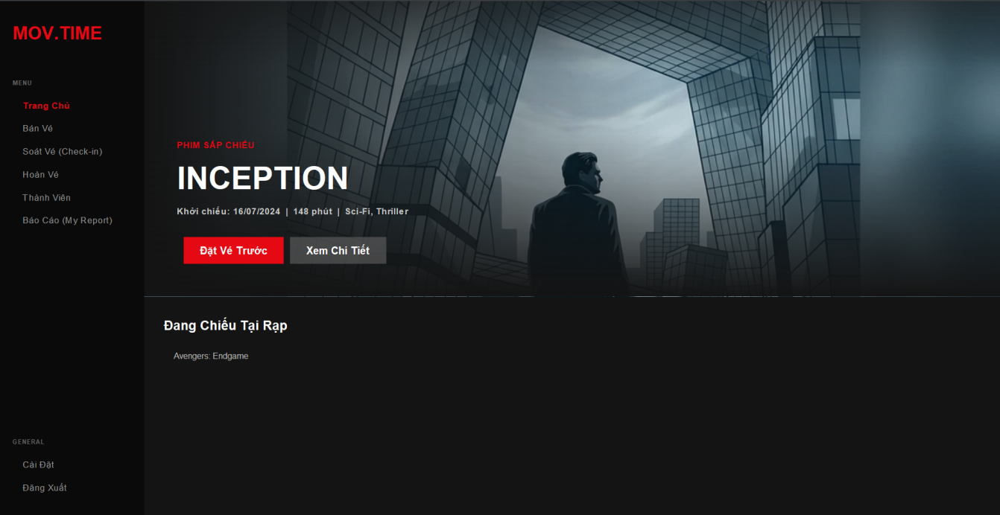 MOV.TIME
MENU
Trang Chủ
Bán Vé
Soát Vé (Check-in)
Hoàn Vé
Thành Viên
Báo Cáo (My Report)
GENERAL
Cài Đặt
Đăng Xuất
PHIM SẮP CHIẾU
INCEPTION
Khởi chiếu: 16/07/2024 | 148 phút | Sci-Fi, Thriller
Đặt Vé Trước
Xem Chi Tiết
Đang Chiếu Tại Rạp
Avengers: Endgame